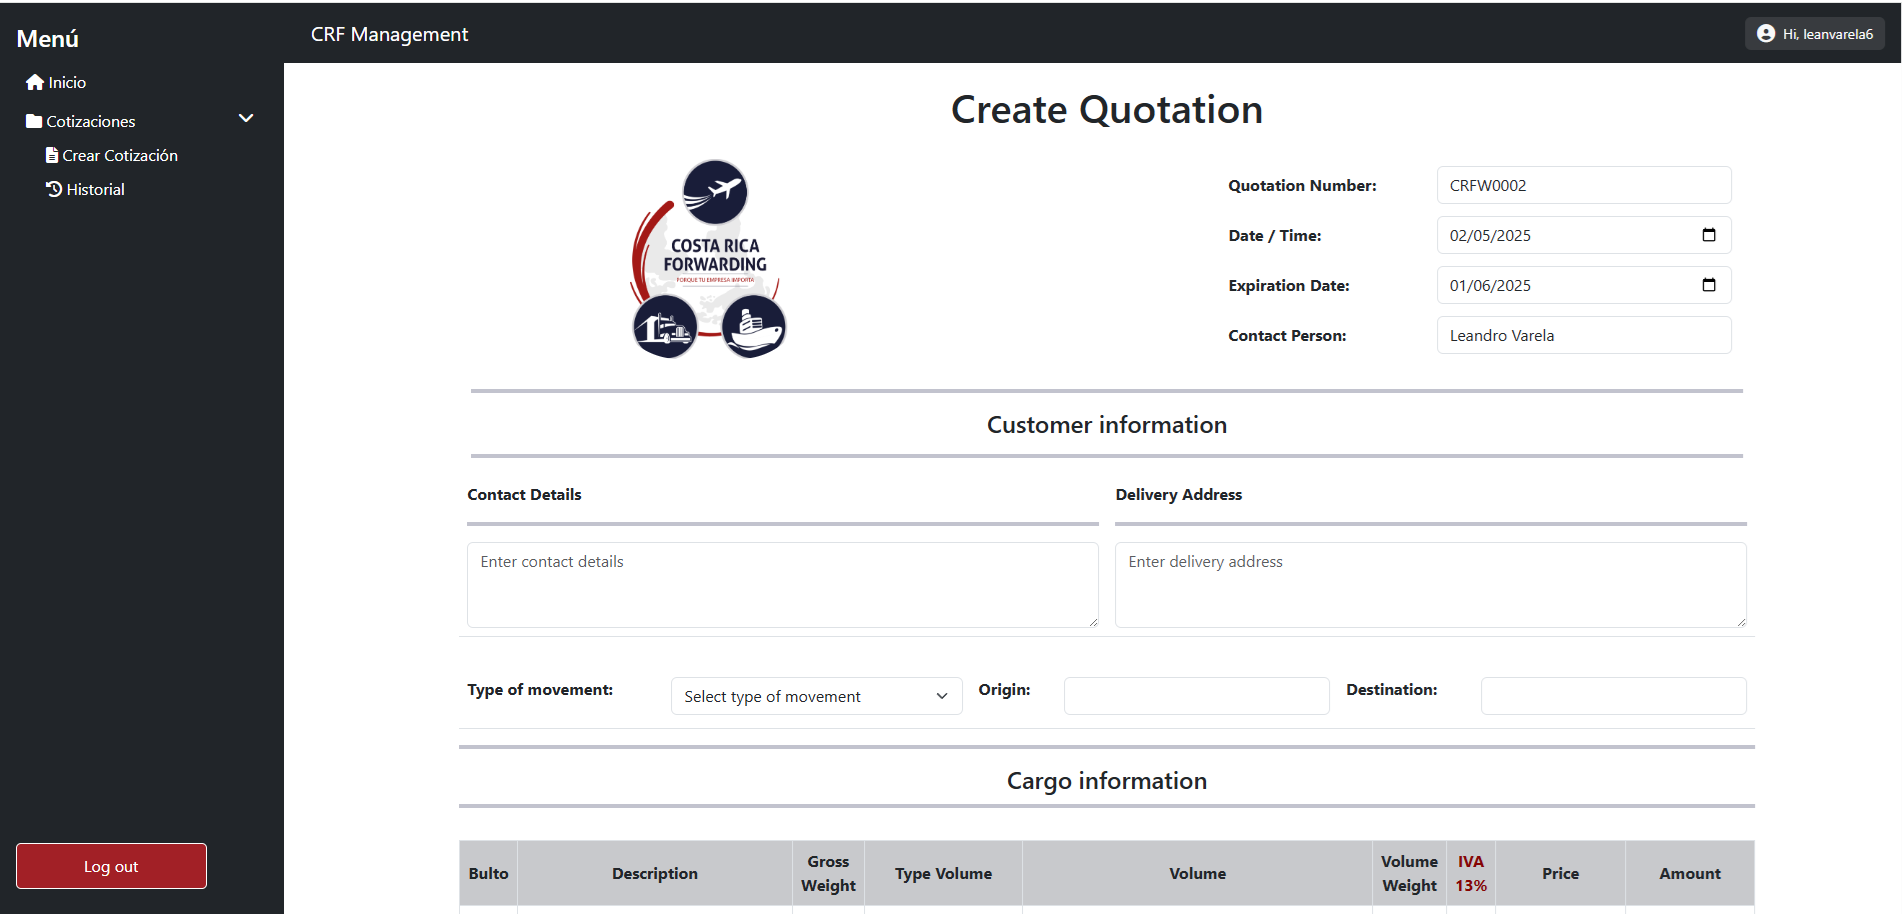 Menú
CRF Management
Hi, leanvarela6
Inicio
Cotizaciones
Crear Cotización
Historial
Log out
Create Quotation
COSTA RICA
FORWARDING
PORQUE TU EMPRESA IMPORTA
Quotation Number: CRFW0002
Date / Time: 02/05/2025
Expiration Date: 01/06/2025
Contact Person: Leandro Varela
Customer information
Contact Details
Delivery Address
Enter contact details
Enter delivery address
Type of movement: Select type of movement Origin: Destination:
Cargo information
Bulto
Description
Gross
Weight
Type Volume
Volume
Volume
Weight
IVA
13%
Price
Amount